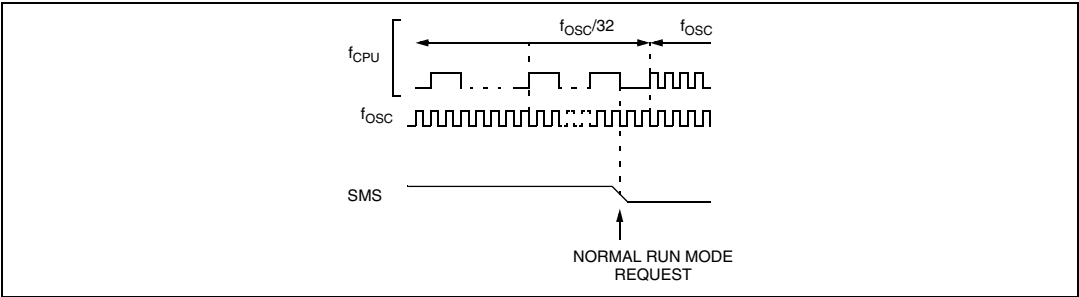 fOSC/32 fOSC
fCPU
fOSC
SMS
NORMAL RUN MODE
REQUEST